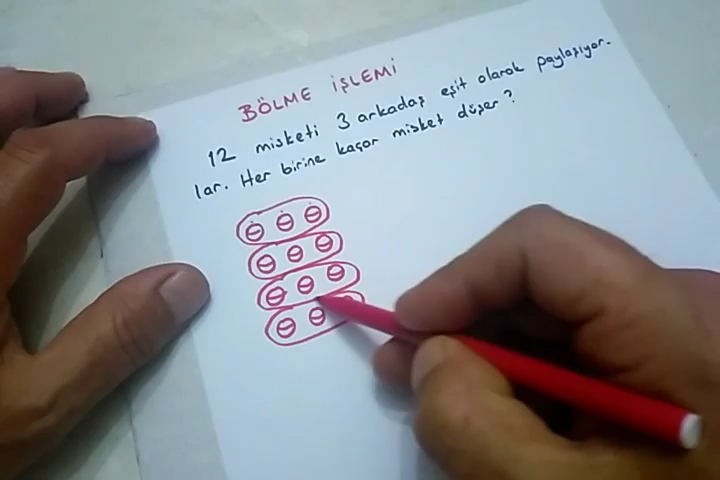 BÖLME İŞLEMİ
12 misketi 3 arkadaş eşit olarak paylaşıyor.
lar. Her birine kaçar misket düşer?